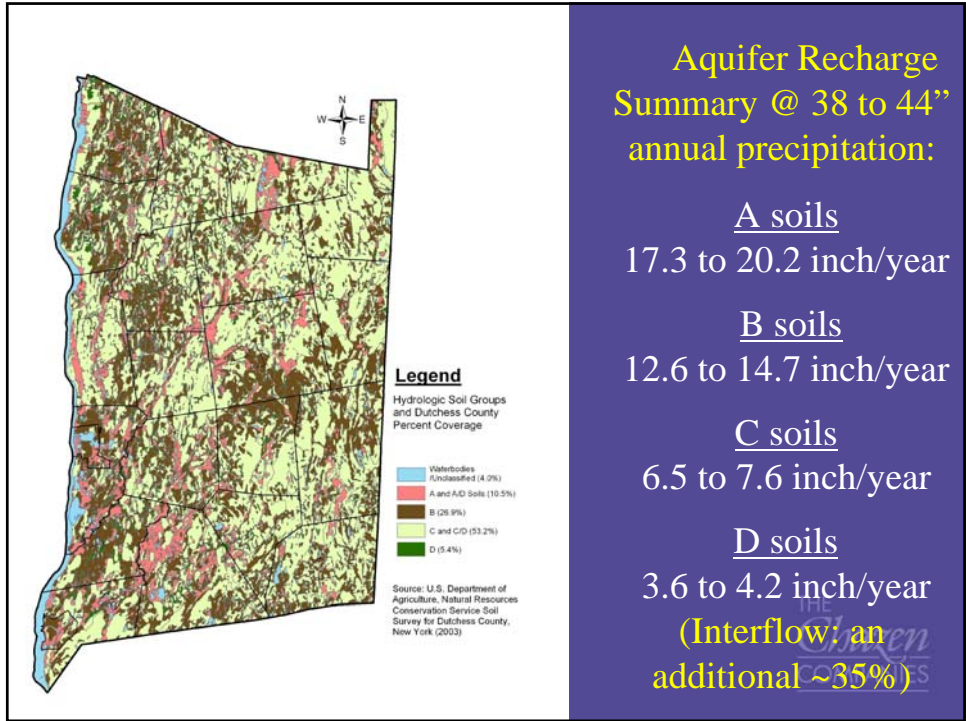 N
W E
S
Legend
Hydrologic Soil Groups
and Dutchess County
Percent Coverage
Waterbodies
/Unclassified (4.0%)
A and A/D Soils (10.5%)
B (26.9%)
C and C/D (53.2%)
D (5.4%)
Source: U.S. Department of
Agriculture, Natural Resources
Conservation Service Soil
Survey for Dutchess County,
New York (2003)
Aquifer Recharge
Summary @ 38 to 44”
annual precipitation:
A soils
17.3 to 20.2 inch/year
B soils
12.6 to 14.7 inch/year
C soils
6.5 to 7.6 inch/year
D soils
3.6 to 4.2 inch/year
(Interflow: an
additional ~35%)
THE
Chazen
COMPANIES